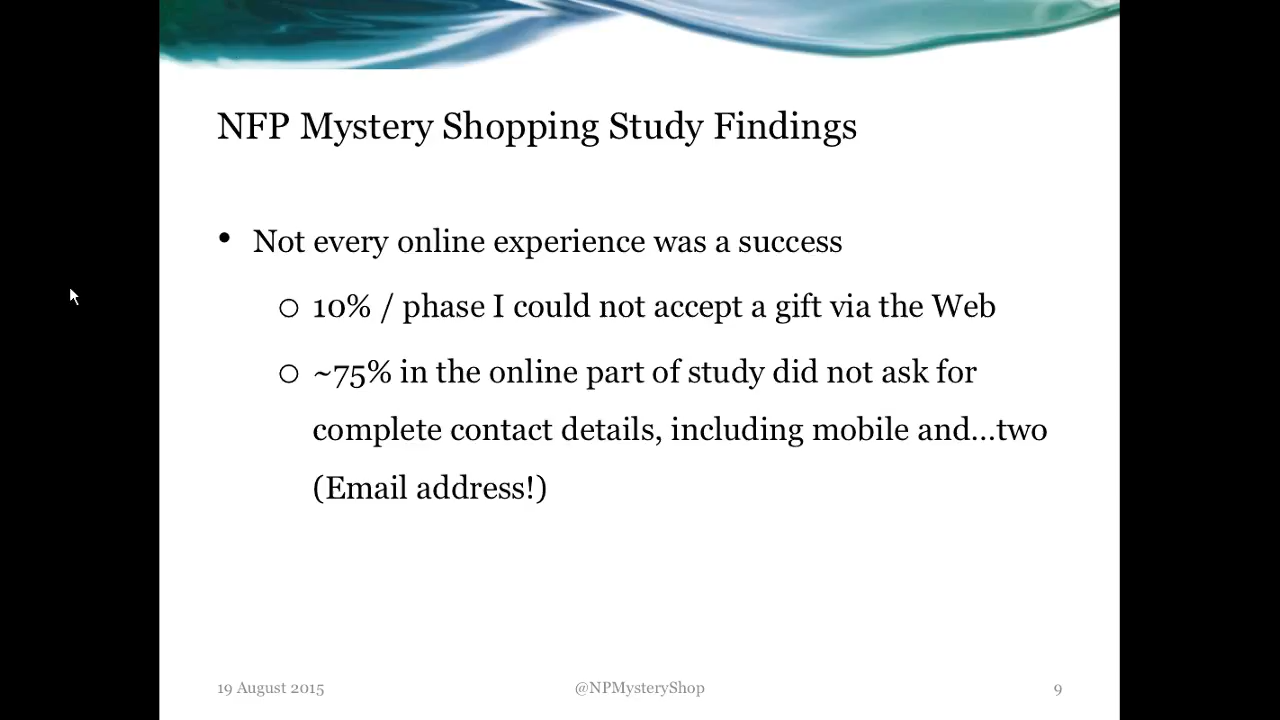 NFP Mystery Shopping Study Findings
• Not every online experience was a success
○ 10% / phase I could not accept a gift via the Web
○ ~75% in the online part of study did not ask for
complete contact details, including mobile and...two
(Email address!)
19 August 2015
@NPMysteryShop
9